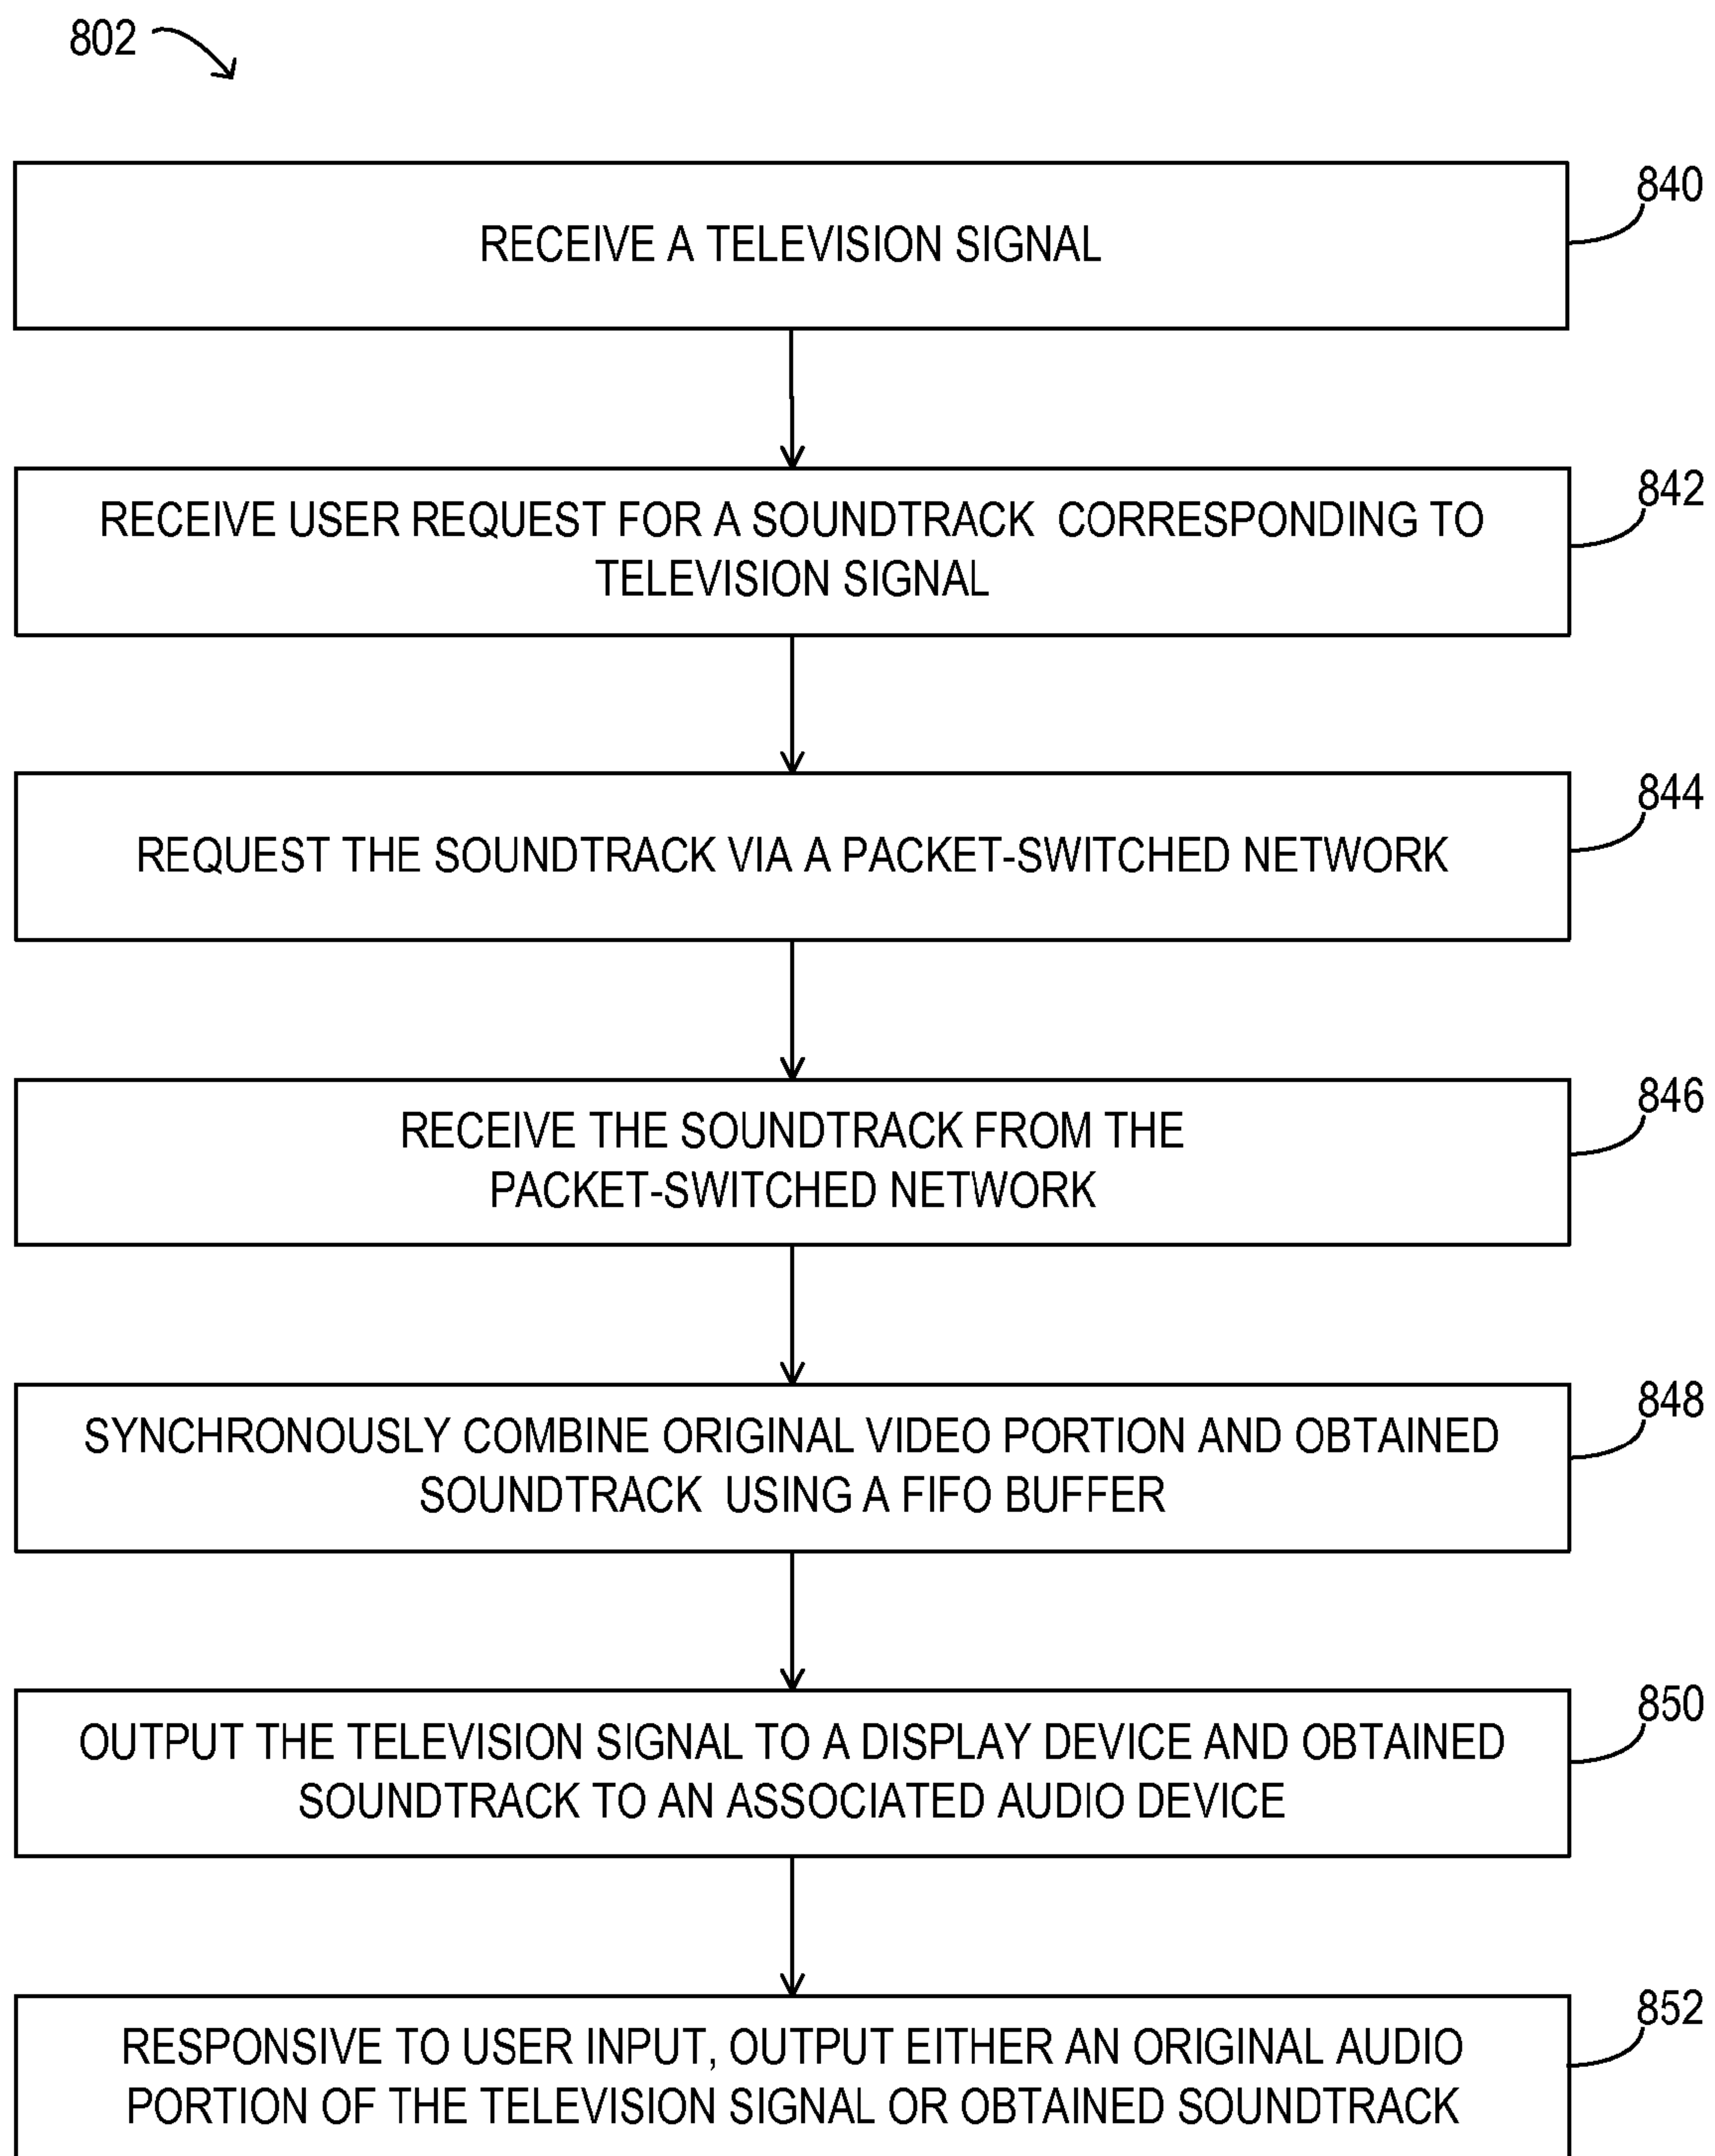 802
840
RECEIVE A TELEVISION SIGNAL
842
RECEIVE USER REQUEST FOR A SOUNDTRACK CORRESPONDING TO
TELEVISION SIGNAL
844
REQUEST THE SOUNDTRACK VIA A PACKET-SWITCHED NETWORK
846
RECEIVE THE SOUNDTRACK FROM THE
PACKET-SWITCHED NETWORK
848
SYNCHRONOUSLY COMBINE ORIGINAL VIDEO PORTION AND OBTAINED
SOUNDTRACK USING A FIFO BUFFER
850
OUTPUT THE TELEVISION SIGNAL TO A DISPLAY DEVICE AND OBTAINED
SOUNDTRACK TO AN ASSOCIATED AUDIO DEVICE
852
RESPONSIVE TO USER INPUT, OUTPUT EITHER AN ORIGINAL AUDIO
PORTION OF THE TELEVISION SIGNAL OR OBTAINED SOUNDTRACK